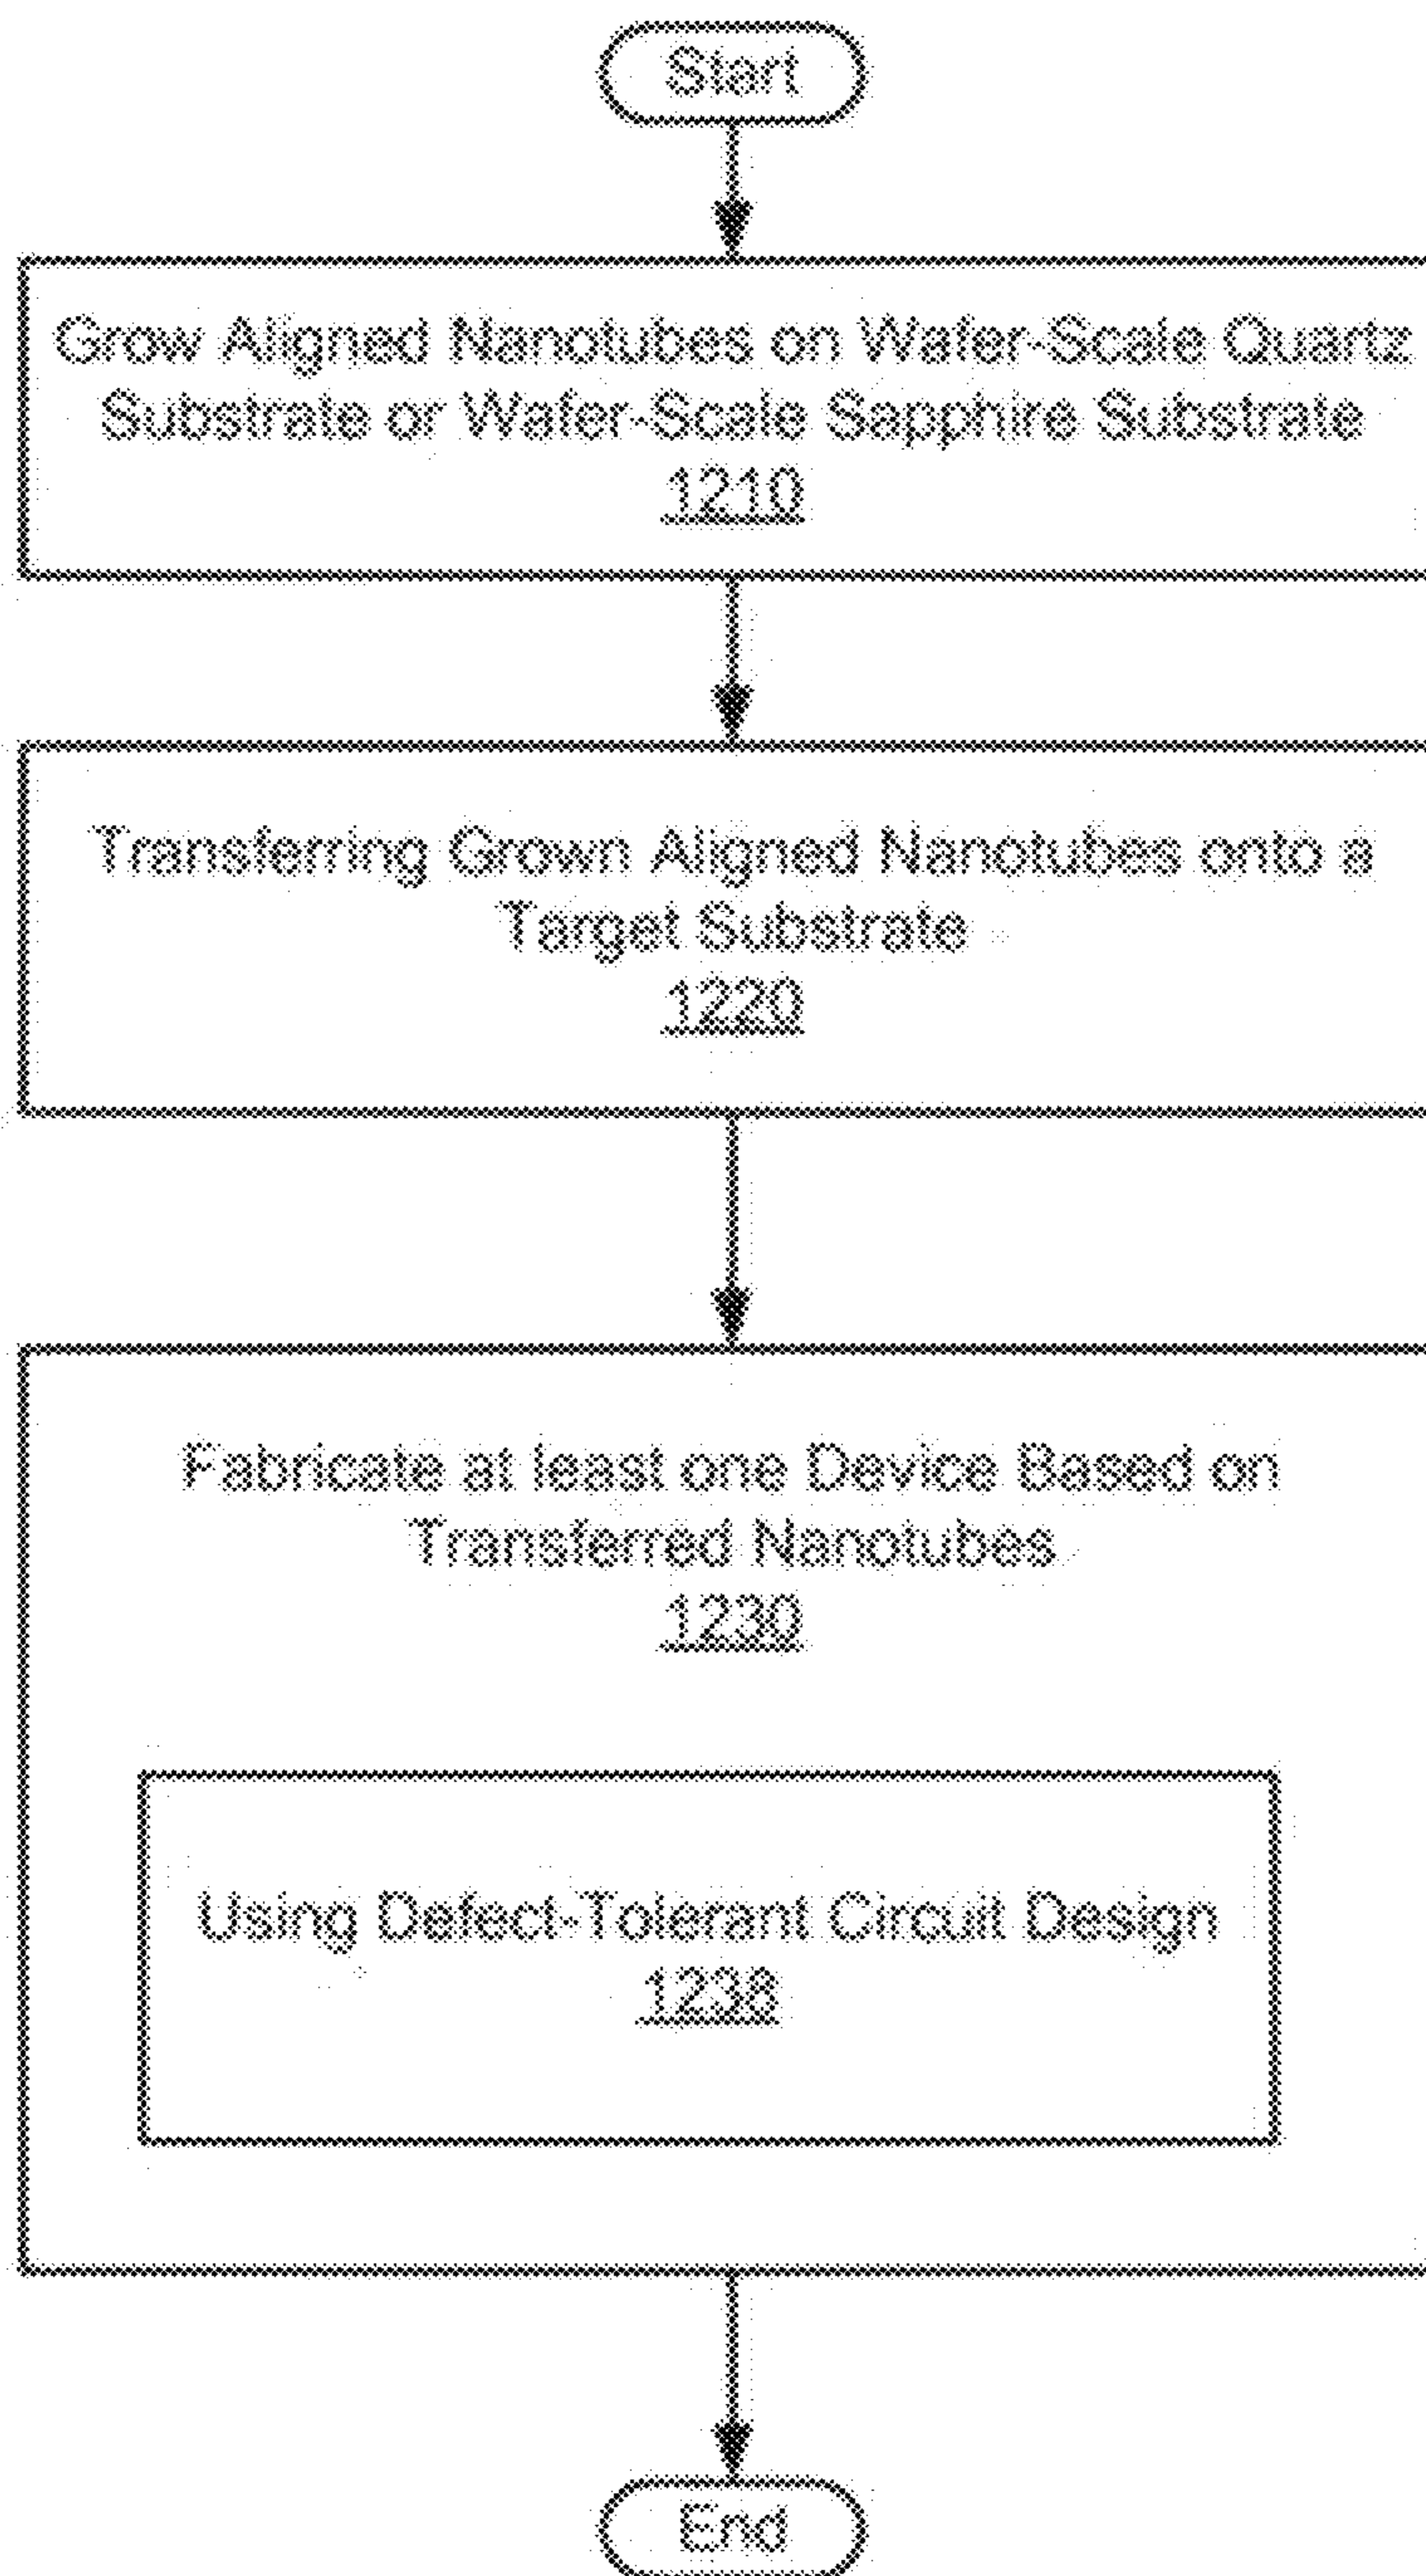 Start
Grow Aligned Nanotubes on Wafer-Scale Quartz
Substrate or Wafer-Scale Sapphire Substrate
1210
Transferring Grown Aligned Nanotubes onto a
Target Substrate
1220
Fabricate at least one Device Based on
Transferred Nanotubes
1230
Using Defect-Tolerant Circuit Design
1238
End